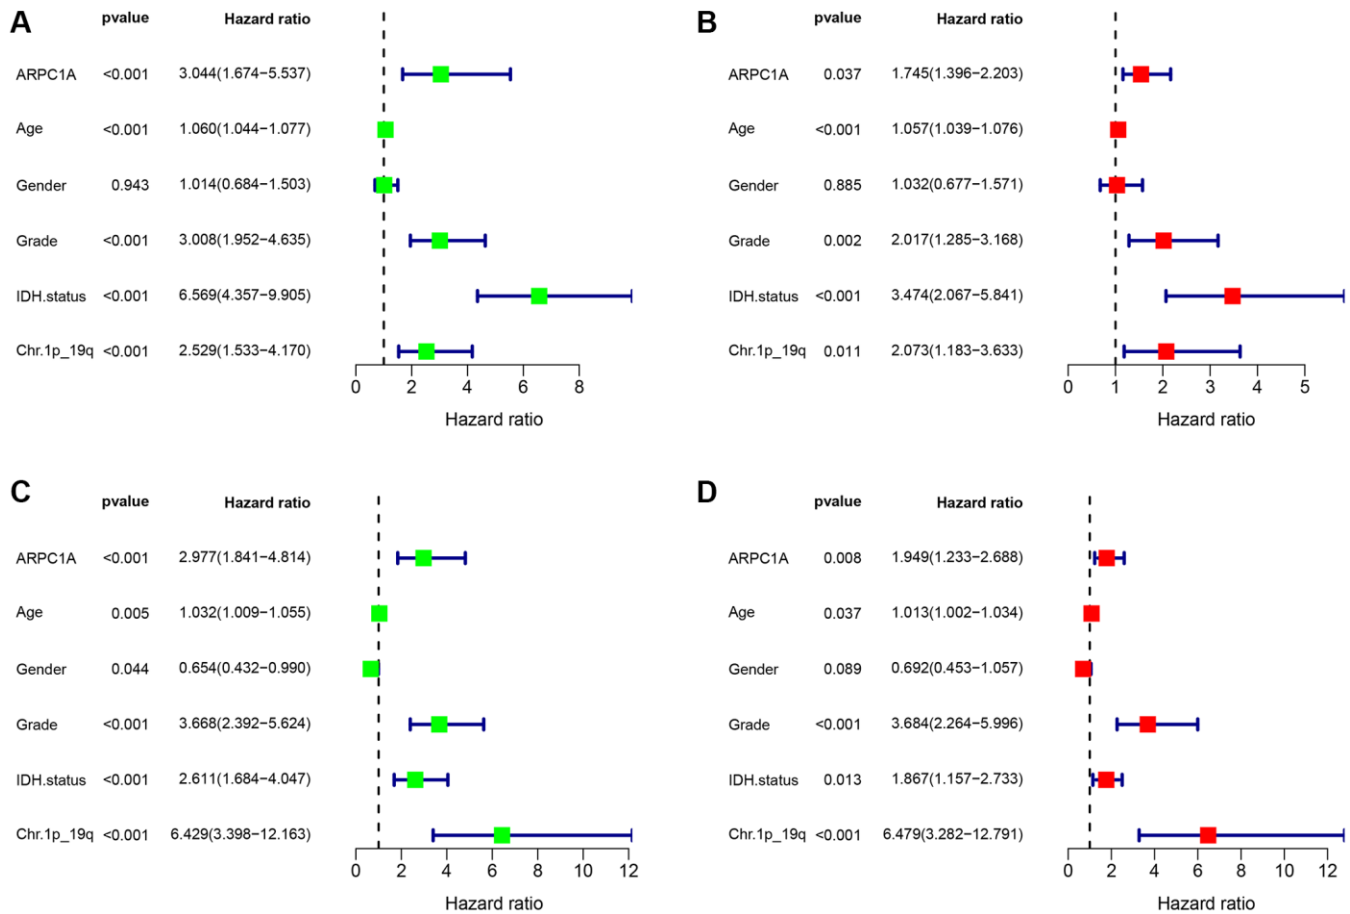 A pvalue Hazard ratio
ARPC1A <0.001 3.044(1.674−5.537)
Age <0.001 1.060(1.044−1.077)
Gender 0.943 1.014(0.684−1.503)
Grade <0.001 3.008(1.952−4.635)
IDH.status <0.001 6.569(4.357−9.905)
Chr.1p_19q <0.001 2.529(1.533−4.170)
0 2 4 6 8
Hazard ratio
B pvalue Hazard ratio
ARPC1A 0.037 1.745(1.396−2.203)
Age <0.001 1.057(1.039−1.076)
Gender 0.885 1.032(0.677−1.571)
Grade 0.002 2.017(1.285−3.168)
IDH.status <0.001 3.474(2.067−5.841)
Chr.1p_19q 0.011 2.073(1.183−3.633)
0 1 2 3 4 5
Hazard ratio
C pvalue Hazard ratio
ARPC1A <0.001 2.977(1.841−4.814)
Age 0.005 1.032(1.009−1.055)
Gender 0.044 0.654(0.432−0.990)
Grade <0.001 3.668(2.392−5.624)
IDH.status <0.001 2.611(1.684−4.047)
Chr.1p_19q <0.001 6.429(3.398−12.163)
0 2 4 6 8 10 12
Hazard ratio
D pvalue Hazard ratio
ARPC1A 0.008 1.949(1.233−2.688)
Age 0.037 1.013(1.002−1.034)
Gender 0.089 0.692(0.453−1.057)
Grade <0.001 3.684(2.264−5.996)
IDH.status 0.013 1.867(1.157−2.733)
Chr.1p_19q <0.001 6.479(3.282−12.791)
0 2 4 6 8 10 12
Hazard ratio